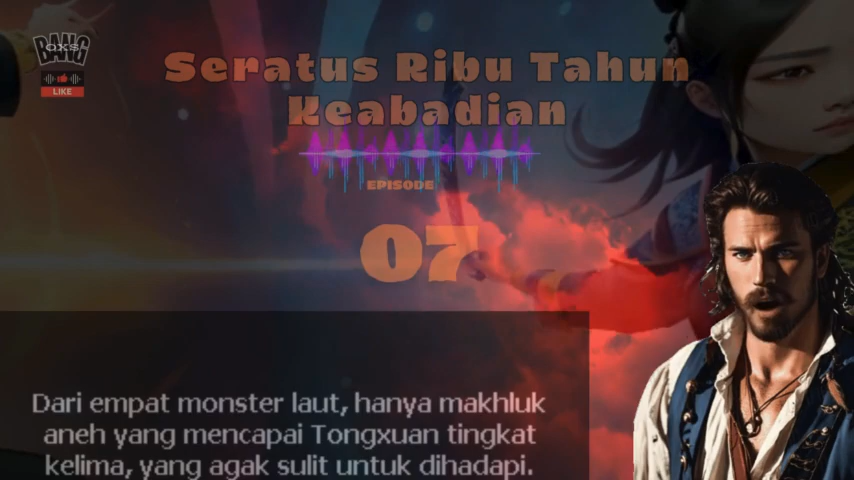 BANG
oxs
LIKE
Seratus Ribu Tahun
Keabadian
EPISODE
07
Dari empat monster laut, hanya makhluk
aneh yang mencapai Tongxuan tingkat
kelima, yang agak sulit untuk dihadapi.